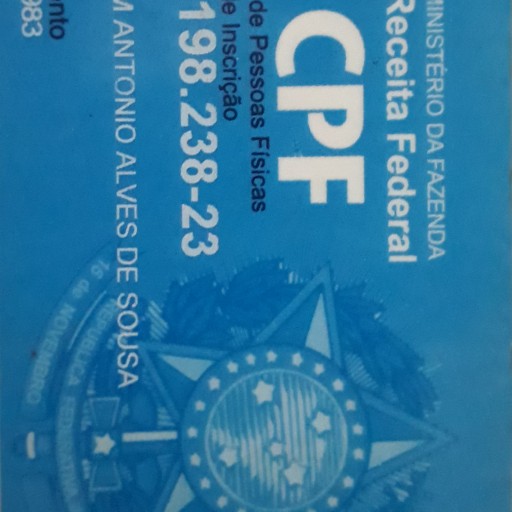 MINISTÉRIO DA FAZENDA
Receita Federal
CPF
de Pessoas Físicas
e Inscrição
198.238-23
M ANTONIO ALVES DE SOUSA
nto
983
REPÚBLICA
15 de NOVEMBRO